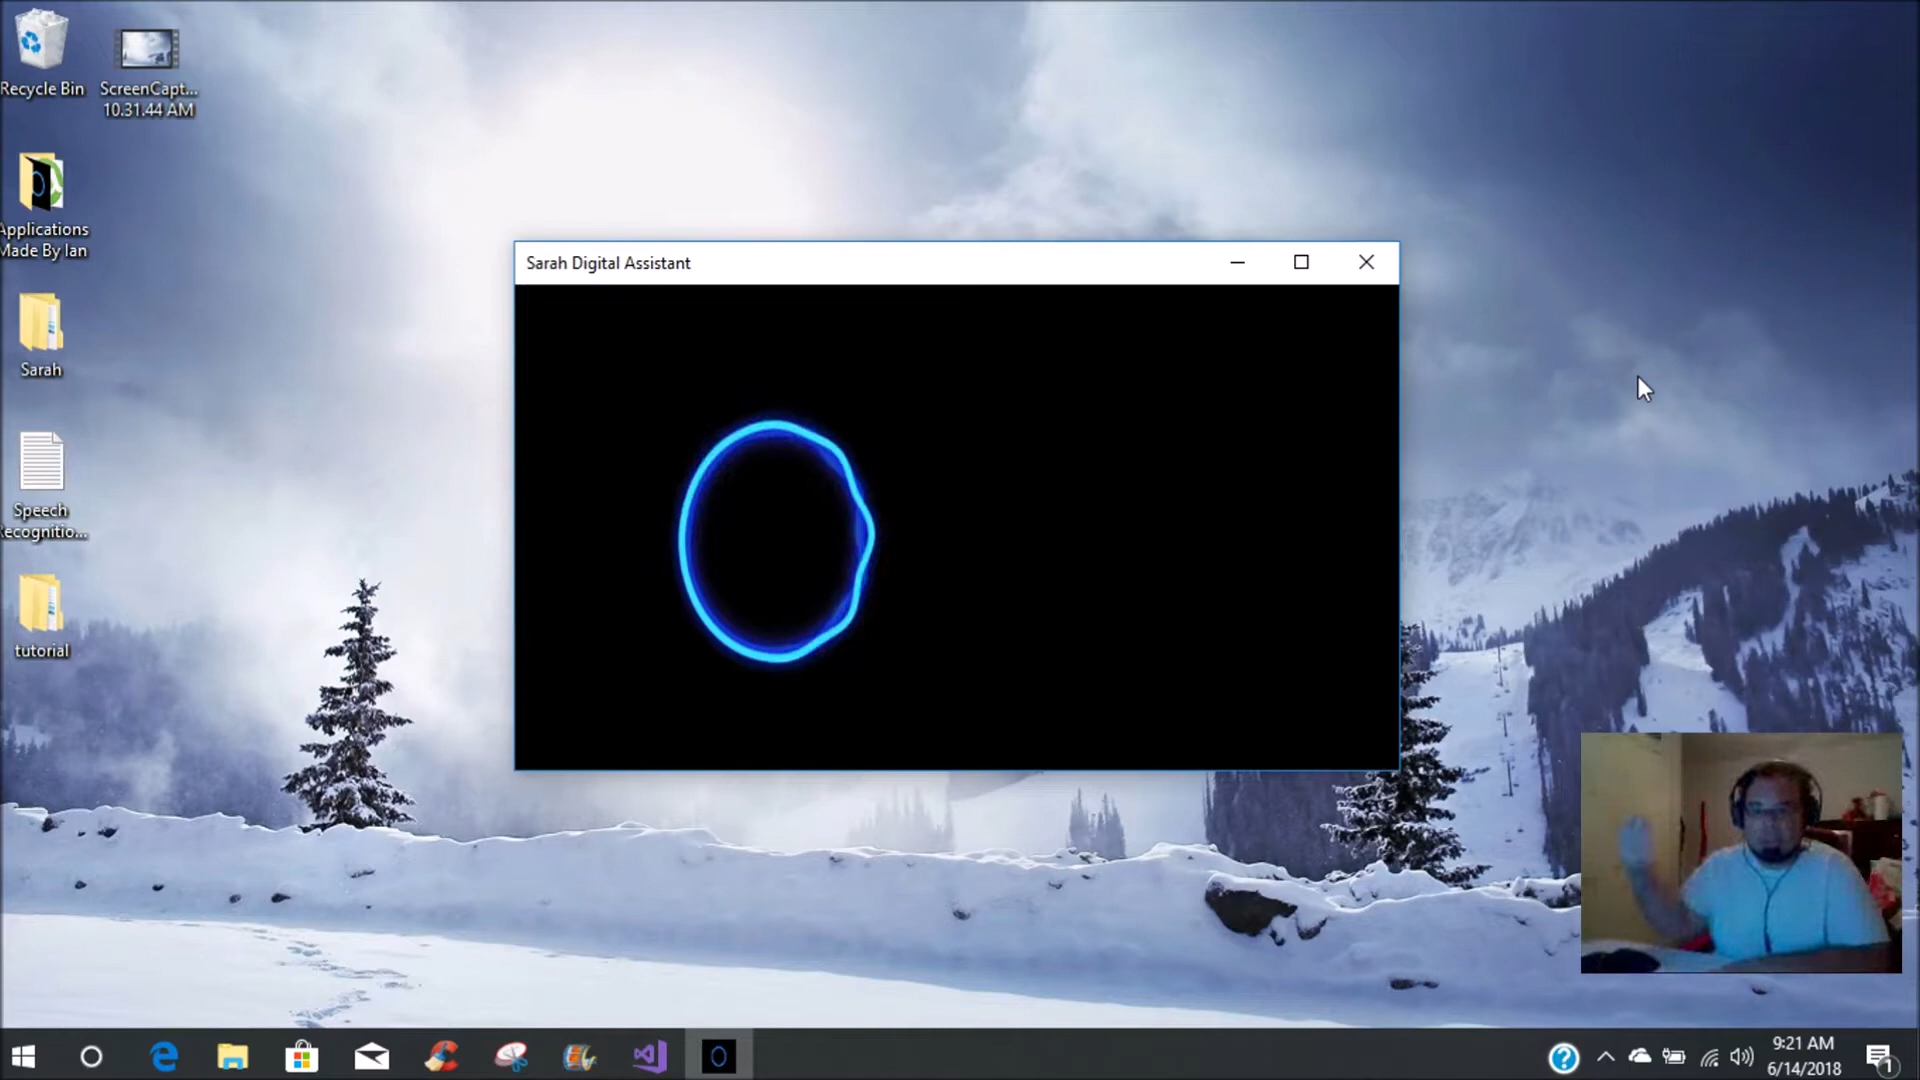 Recycle Bin
ScreenCapt...
10.31.44 AM
Applications
Made By Ian
Sarah
Speech
Recognitio...
tutorial
Sarah Digital Assistant
9:21 AM
6/14/2018
1